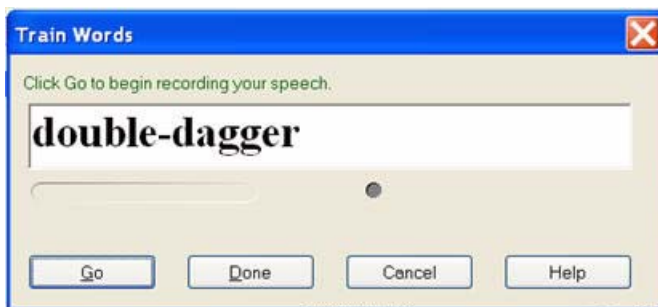 Train Words
Click Go to begin recording your speech.
double-dagger
Go Done Cancel Help